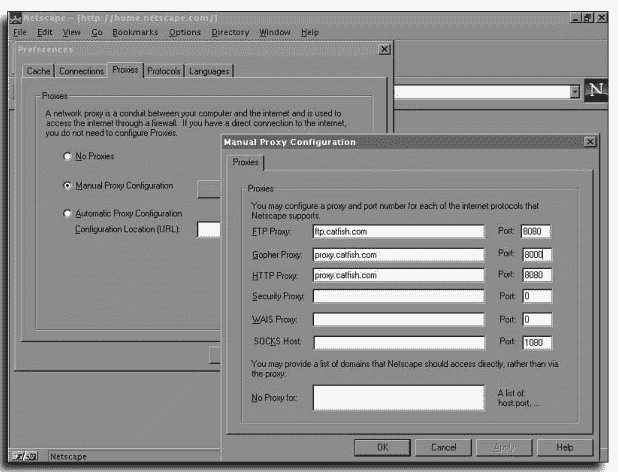 Netscape - [http://home.netscape.com/]
File Edit View Go Bookmarks Options Directory Window Help
Preferences
Cache Connections Proxies Protocols Languages
Proxies
A network proxy is a conduit between your computer and the internet and is used to
access the internet through a firewall. If you have a direct connection to the internet,
you do not need to configure Proxies.
No Proxies
Manual Proxy Configuration
Automatic Proxy Configuration
Configuration Location (URL):
N
Manual Proxy Configuration
Proxies
Proxies
You may configure a proxy and port number for each of the internet protocols that
Netscape supports.
FTP Proxy: ftp.catfish.com Port: 8080
Gopher Proxy: proxy.catfish.com Port: 8000
HTTP Proxy: proxy.catfish.com Port: 8080
Security Proxy: Port: 0
WAIS Proxy: Port: 0
SOCKS Host: Port: 1080
You may provide a list of domains that Netscape should access directly, rather than via
the proxy:
No Proxy for: A list of:
host:port, ...
OK Cancel Apply Help
Netscape